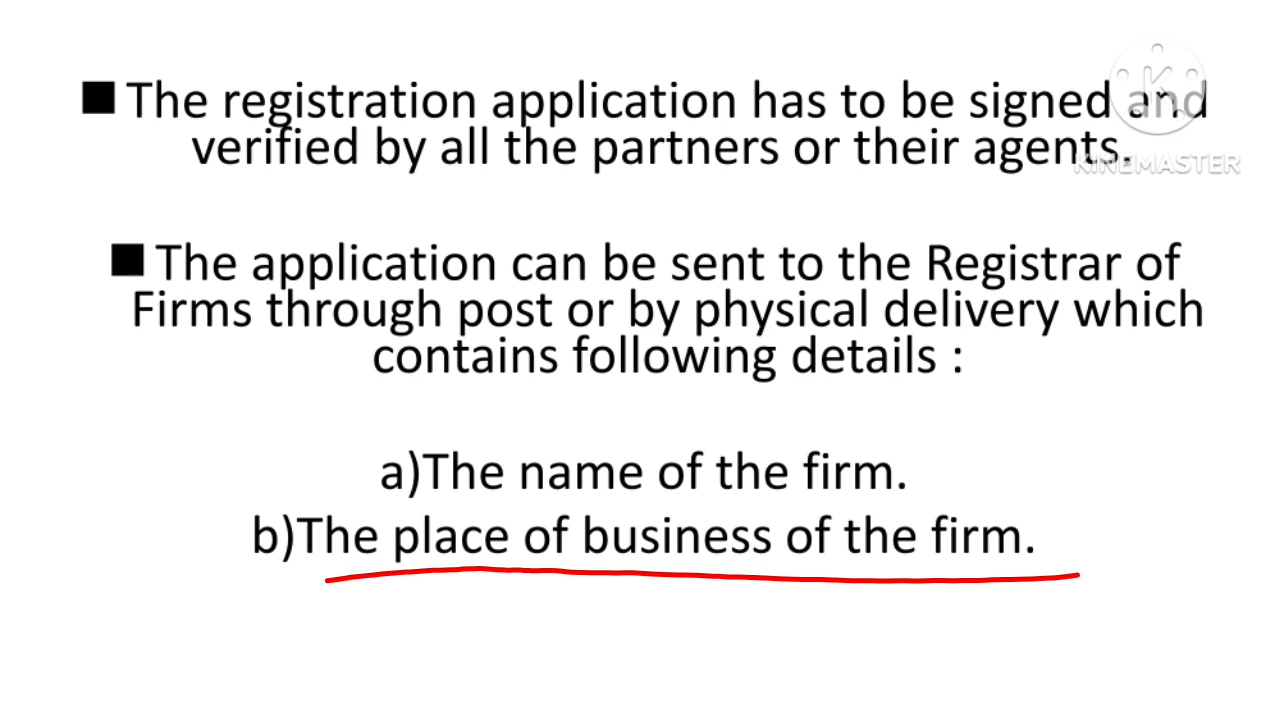 ■ The registration application has to be signed and
verified by all the partners or their agents.
■ The application can be sent to the Registrar of
Firms through post or by physical delivery which
contains following details :
a)The name of the firm.
b)The place of business of the firm.
K
KINEMASTER